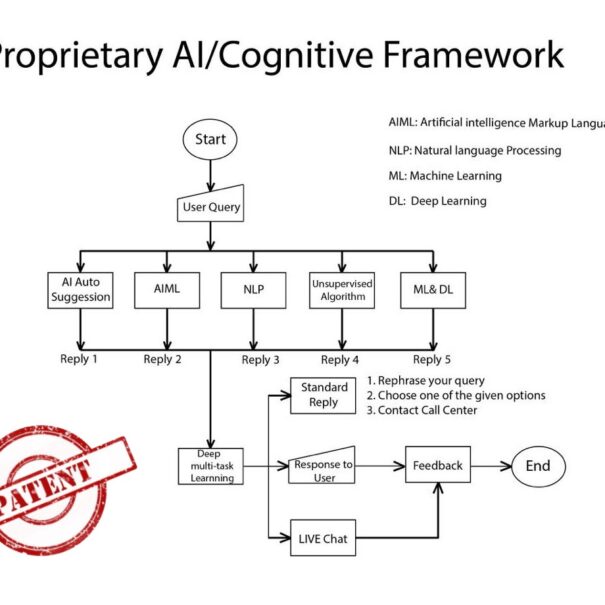 Proprietary AI/Cognitive Framework
AIML: Artificial intelligence Markup Langua
NLP: Natural language Processing
ML: Machine Learning
DL: Deep Learning
Start
User Query
AI Auto
Suggession
AIML
NLP
Unsupervised
Algorithm
ML& DL
Reply 1
Reply 2
Reply 3
Reply 4
Reply 5
Standard
Reply
1. Rephrase your query
2. Choose one of the given options
3. Contact Call Center
Deep
multi-task
Learnning
Response to
User
Feedback
End
LIVE Chat
PATENT